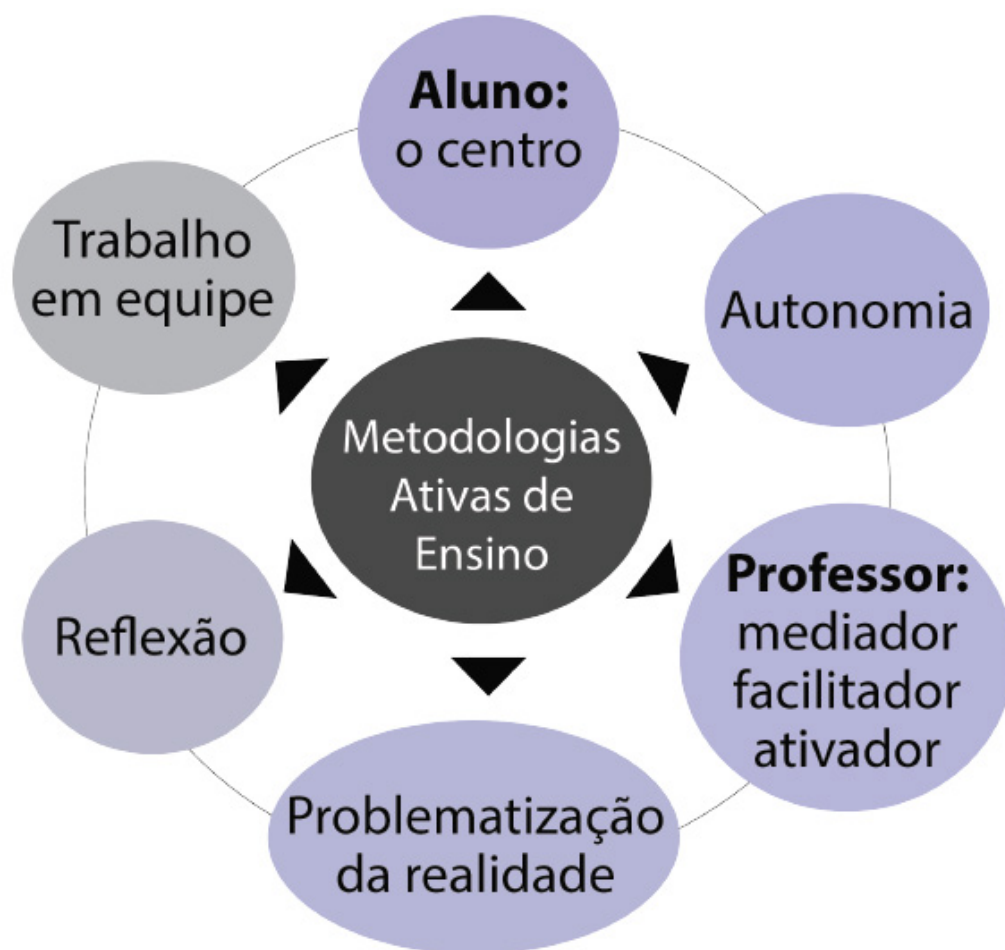 Aluno:
o centro
Autonomia
Professor:
mediador
facilitador
ativador
Problematização
da realidade
Reflexão
Trabalho
em equipe
Metodologias
Ativas de
Ensino